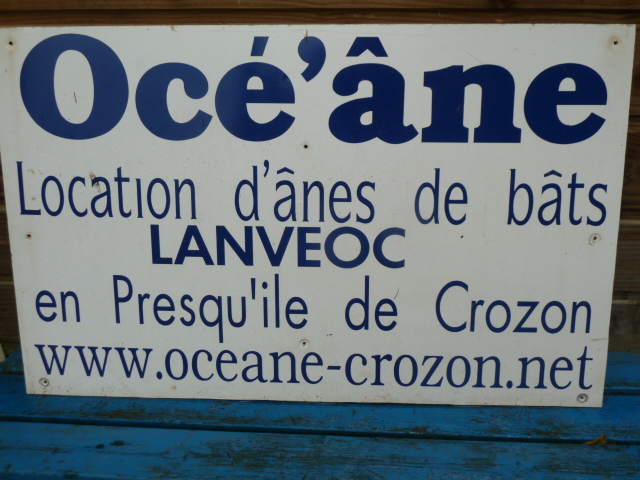 Océ'âne
Location d'ânes de bâts
LANVEOC
en Presqu'ile de Crozon
www.oceane-crozon.net